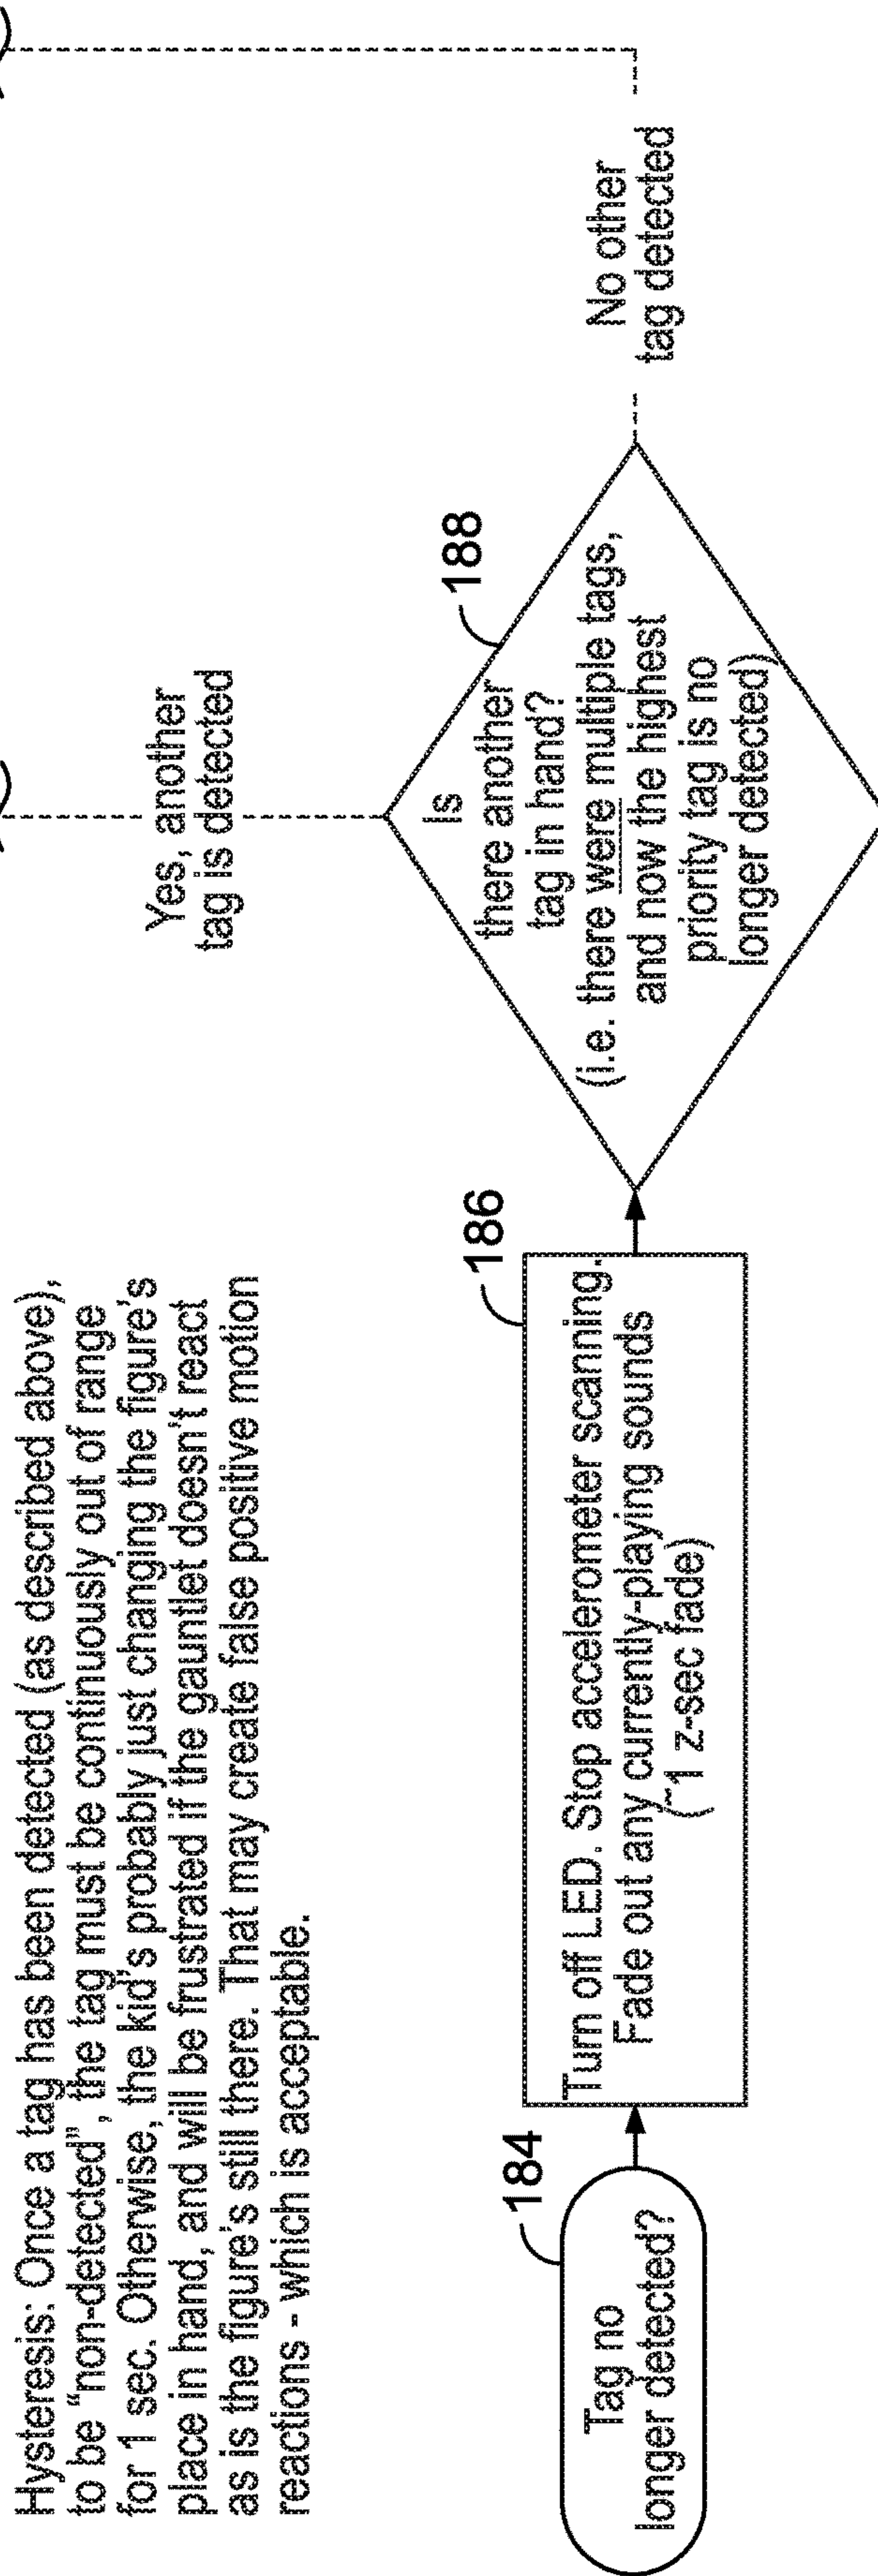 Hysteresis: Once a tag has been detected (as described above),
to be “non-detected”, the tag must be continuously out of range
for 1 sec. Otherwise, the kid’s probably just changing the figure’s
place in hand, and will be frustrated if the gauntlet doesn’t react
as is the figure’s still there. That may create false positive motion
reactions - which is acceptable.
184
Tag no
longer detected?
186
Turn off LED. Stop accelerometer scanning.
Fade out any currently-playing sounds
(~1 z-sec fade)
188
Is
there another
tag in hand?
(i.e. there were multiple tags,
and now the highest
priority tag is no
longer detected)
Yes, another
tag is detected
No other
tag detected